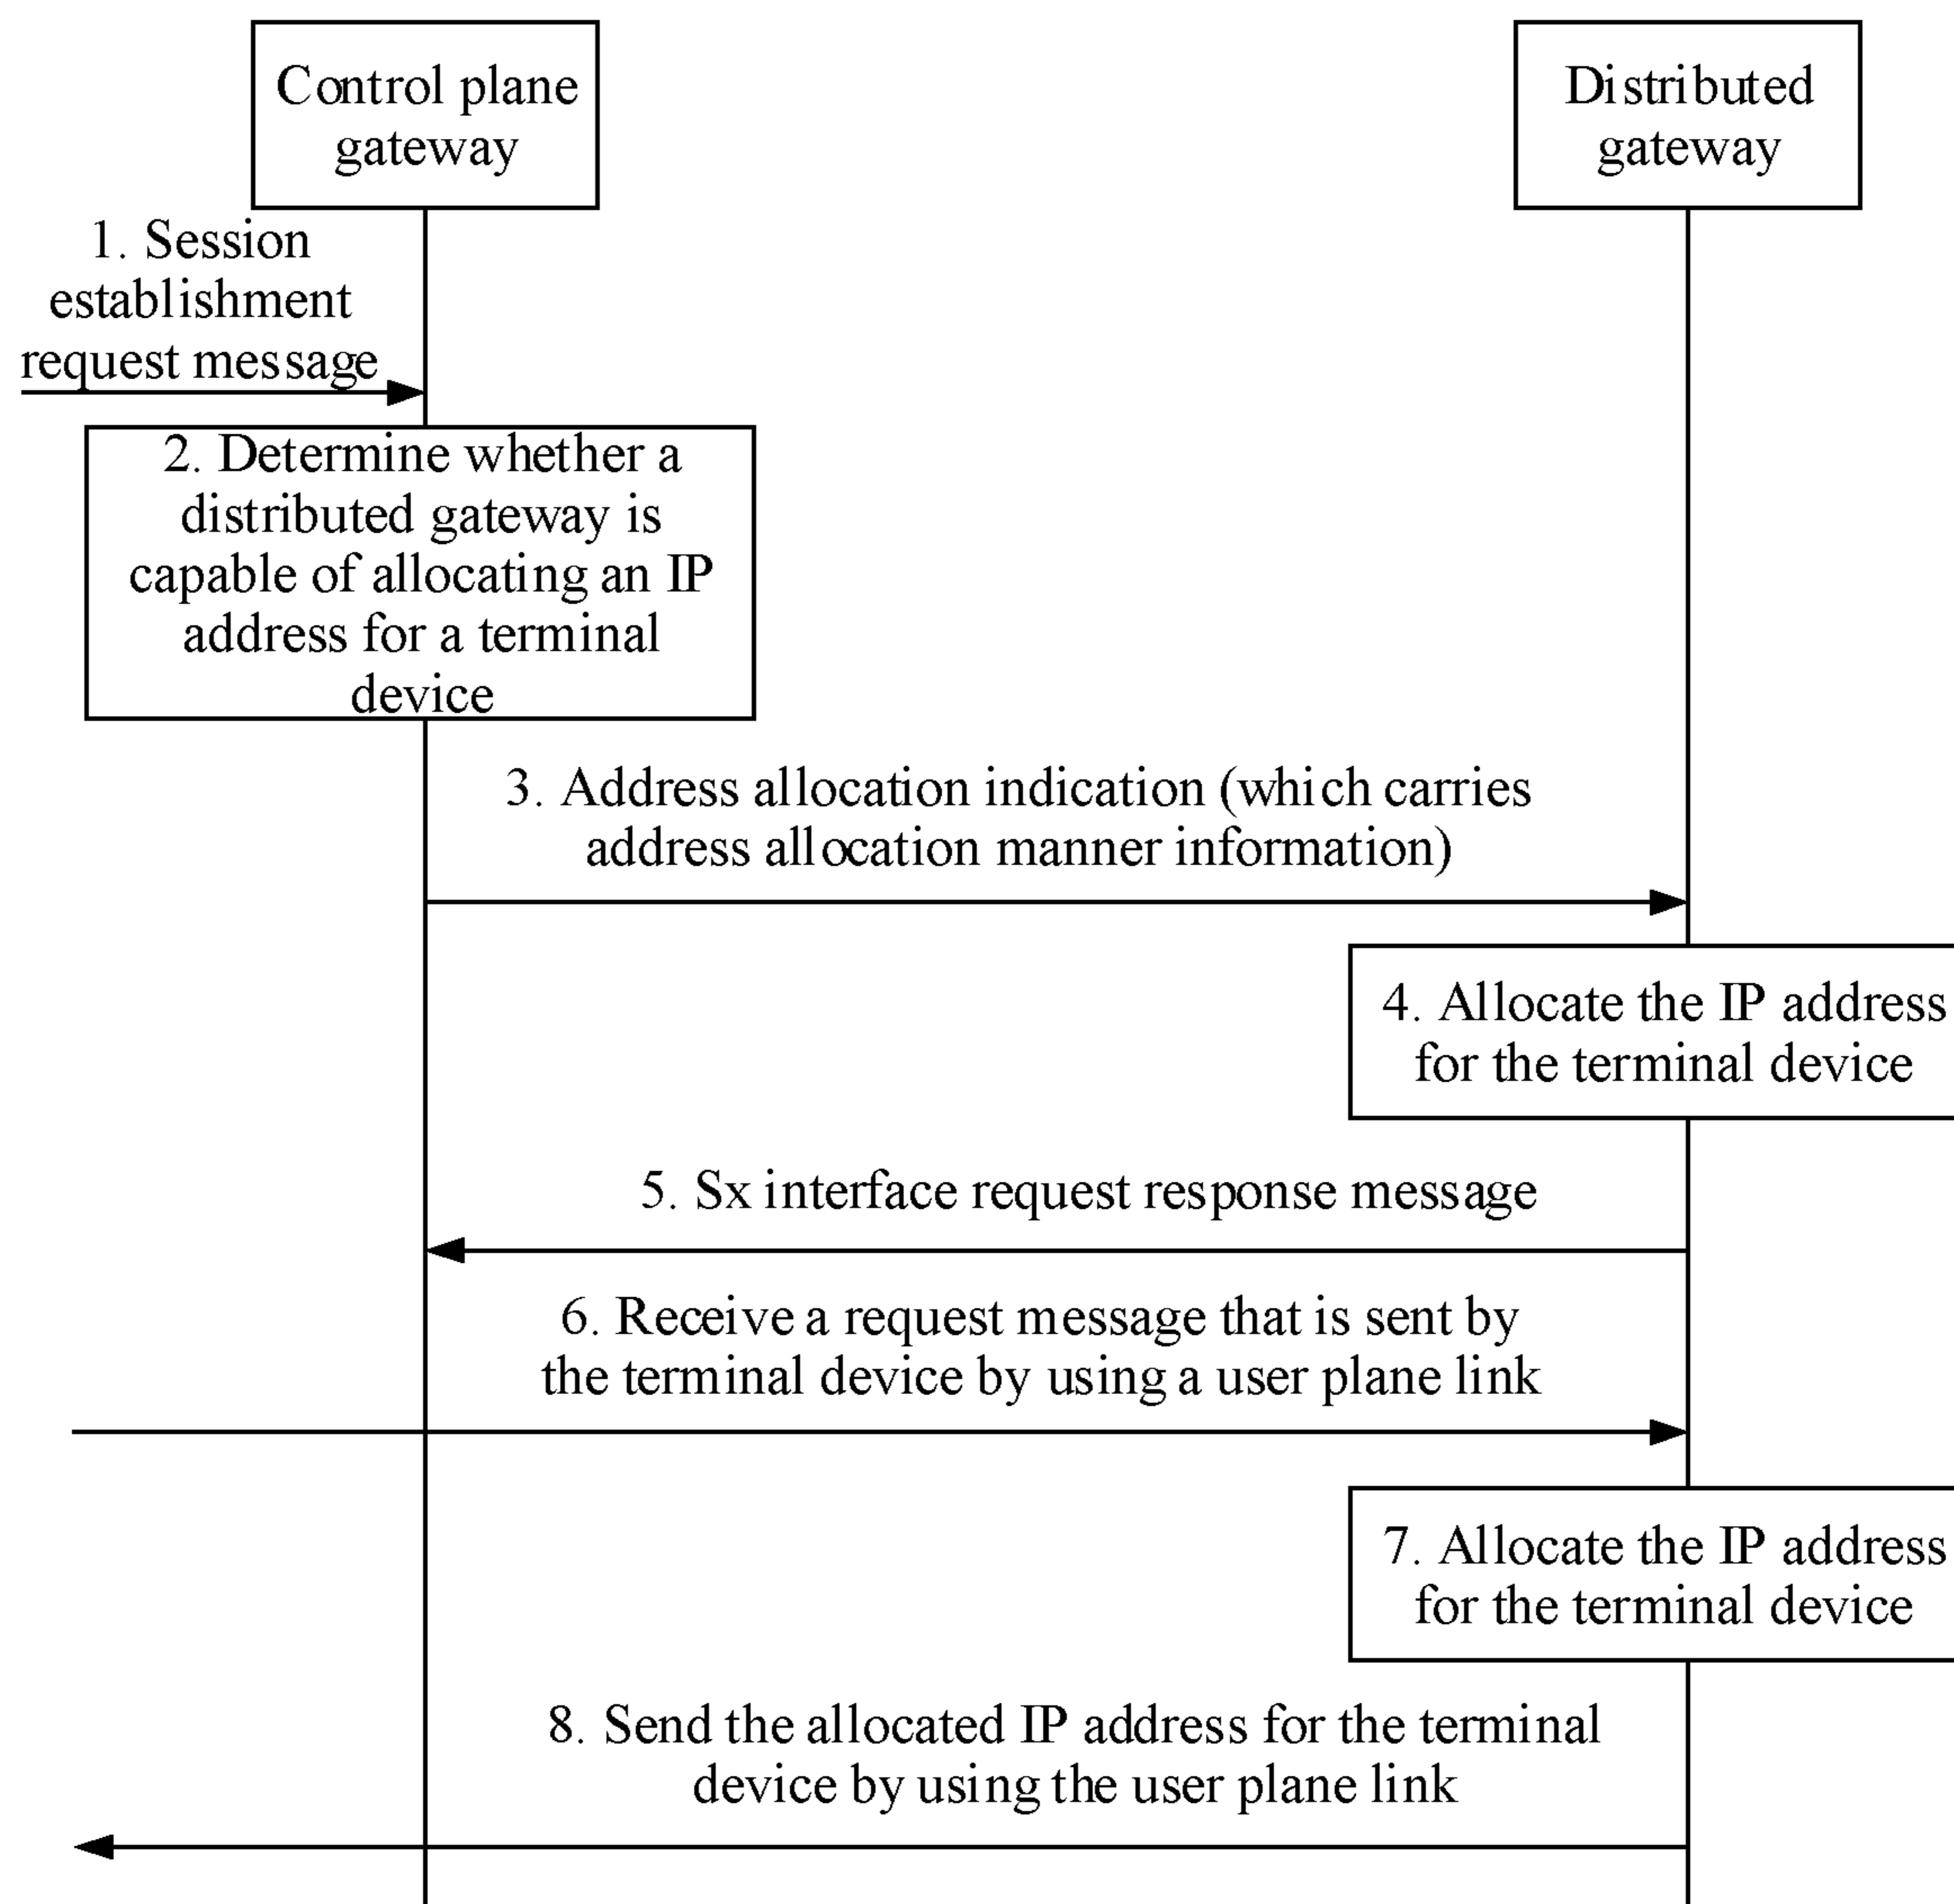 Control plane
gateway
Distributed
gateway
1. Session
establishment
request message
2. Determine whether a
distributed gateway is
capable of allocating an IP
address for a terminal
device
3. Address allocation indication (which carries
address allocation manner information)
4. Allocate the IP address
for the terminal device
5. Sx interface request response message
6. Receive a request message that is sent by
the terminal device by using a user plane link
7. Allocate the IP address
for the terminal device
8. Send the allocated IP address for the terminal
device by using the user plane link